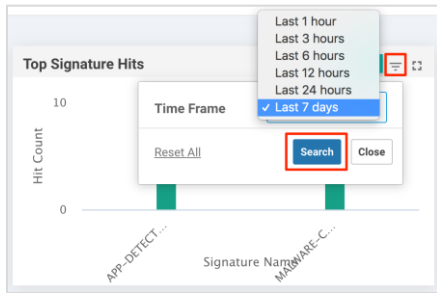 Last 1 hour
Last 3 hours
Last 6 hours
Last 12 hours
Last 24 hours
✓ Last 7 days
Top Signature Hits
Time Frame
Reset All
Search
Close
10
0
Hit Count
APP-DETECT...
MALWARE-C...
Signature Name